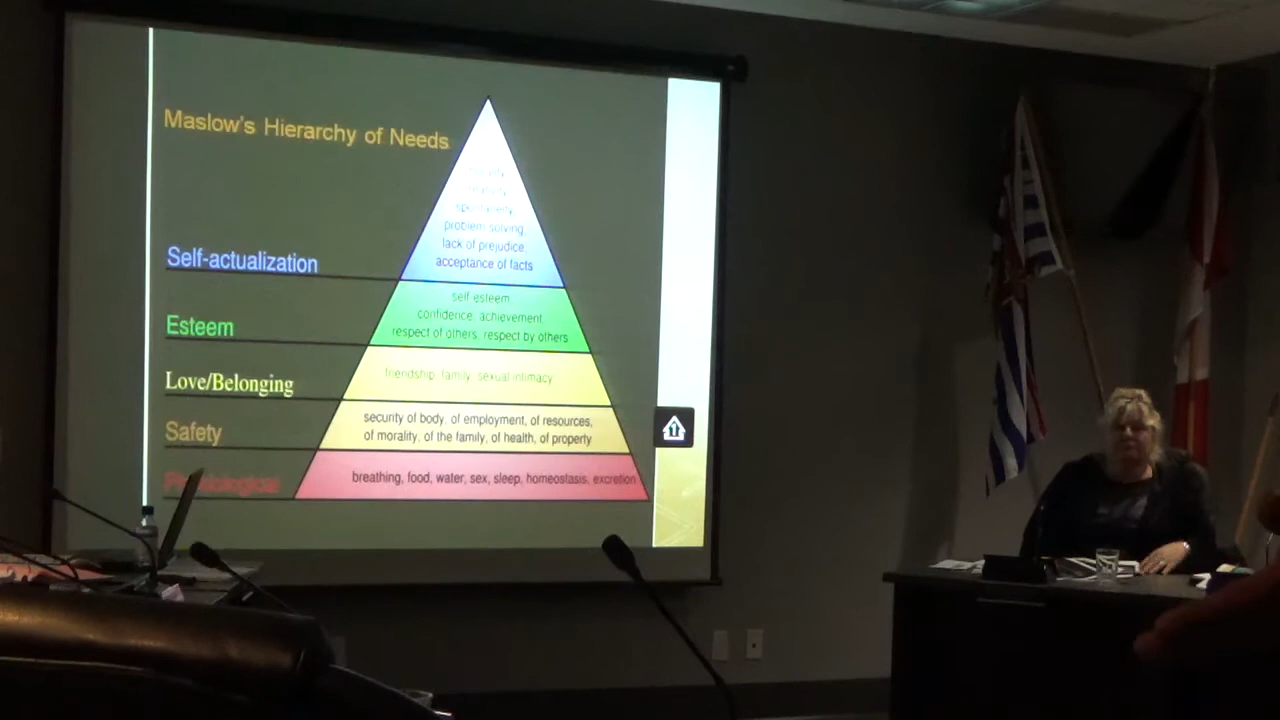 Maslow's Hierarchy of Needs
problem solving,
lack of prejudice,
acceptance of facts
Self-actualization
self-esteem,
confidence, achievement,
respect of others, respect by others
Esteem
friendship, family, sexual intimacy
Love/Belonging
security of body, of employment, of resources,
of morality, of the family, of health, of property
Safety
breathing, food, water, sex, sleep, homeostasis, excretion
Physiological